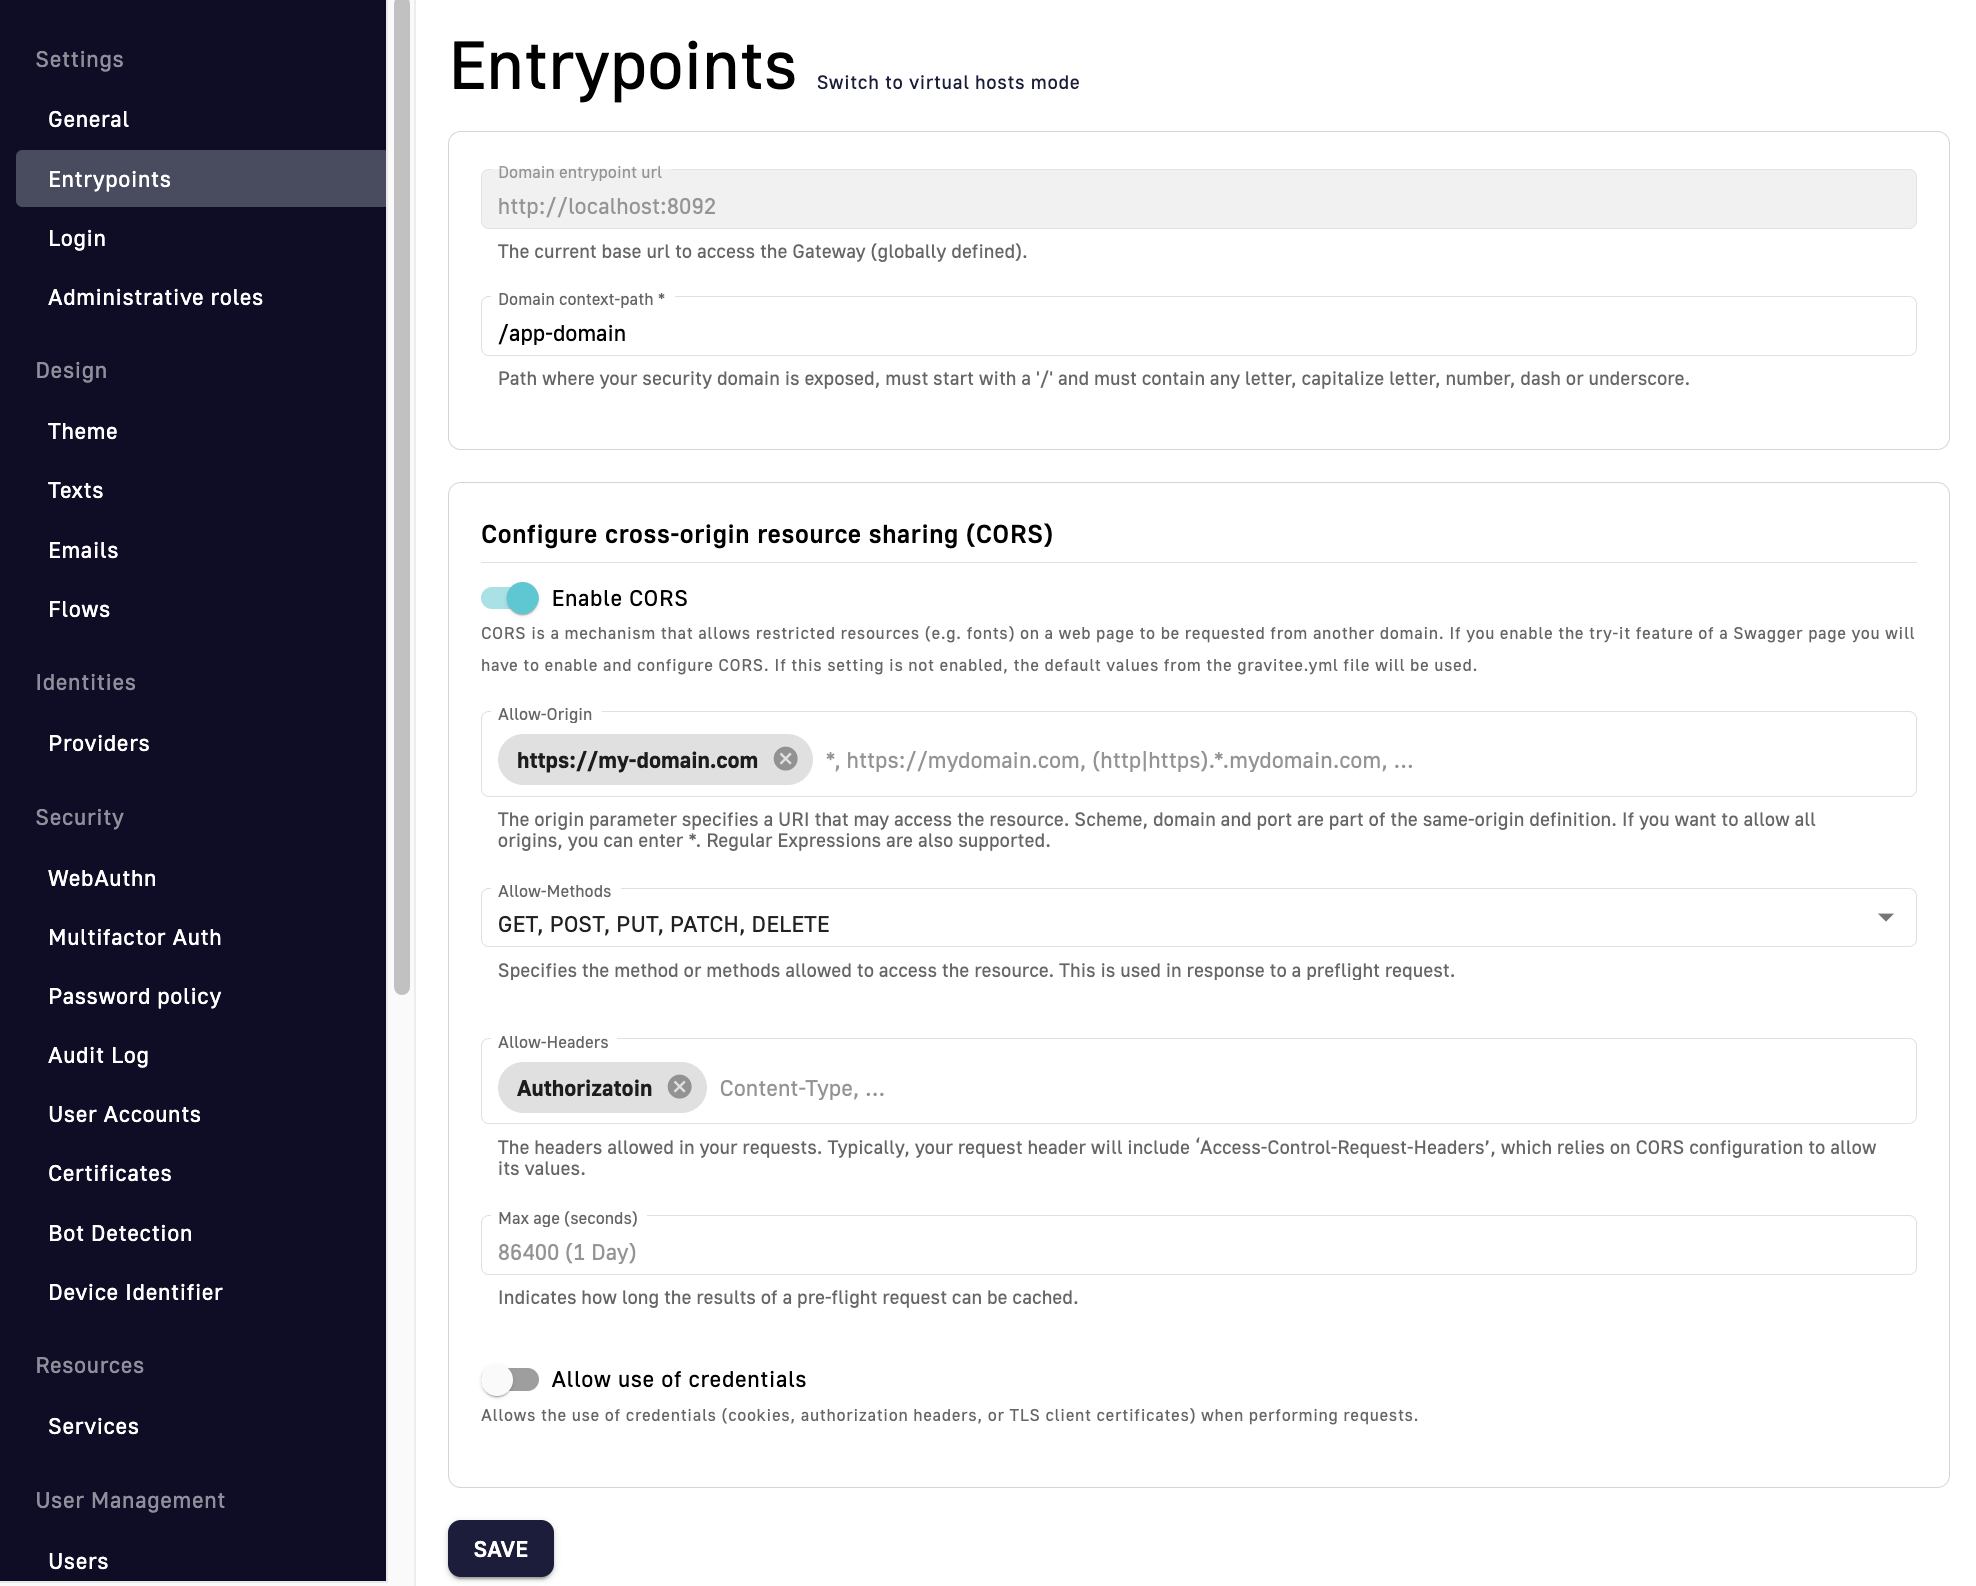 Settings
General
Entrypoints
Login
Administrative roles
Design
Theme
Texts
Emails
Flows
Identities
Providers
Security
WebAuthn
Multifactor Auth
Password policy
Audit Log
User Accounts
Certificates
Bot Detection
Device Identifier
Resources
Services
User Management
Users
Entrypoints Switch to virtual hosts mode
Domain entrypoint url
http://localhost:8092
The current base url to access the Gateway (globally defined).
Domain context-path *
/app-domain
Path where your security domain is exposed, must start with a '/' and must contain any letter, capitalize letter, number, dash or underscore.
Configure cross-origin resource sharing (CORS)
Enable CORS
CORS is a mechanism that allows restricted resources (e.g. fonts) on a web page to be requested from another domain. If you enable the try-it feature of a Swagger page you will
have to enable and configure CORS. If this setting is not enabled, the default values from the gravitee.yml file will be used.
Allow-Origin
https://my-domain.com *, https://mydomain.com, (http|https).*.mydomain.com, ...
The origin parameter specifies a URI that may access the resource. Scheme, domain and port are part of the same-origin definition. If you want to allow all
origins, you can enter *. Regular Expressions are also supported.
Allow-Methods
GET, POST, PUT, PATCH, DELETE
Specifies the method or methods allowed to access the resource. This is used in response to a preflight request.
Allow-Headers
Authorizatoin Content-Type, ...
The headers allowed in your requests. Typically, your request header will include ‘Access-Control-Request-Headers’, which relies on CORS configuration to allow
its values.
Max age (seconds)
86400 (1 Day)
Indicates how long the results of a pre-flight request can be cached.
Allow use of credentials
Allows the use of credentials (cookies, authorization headers, or TLS client certificates) when performing requests.
SAVE